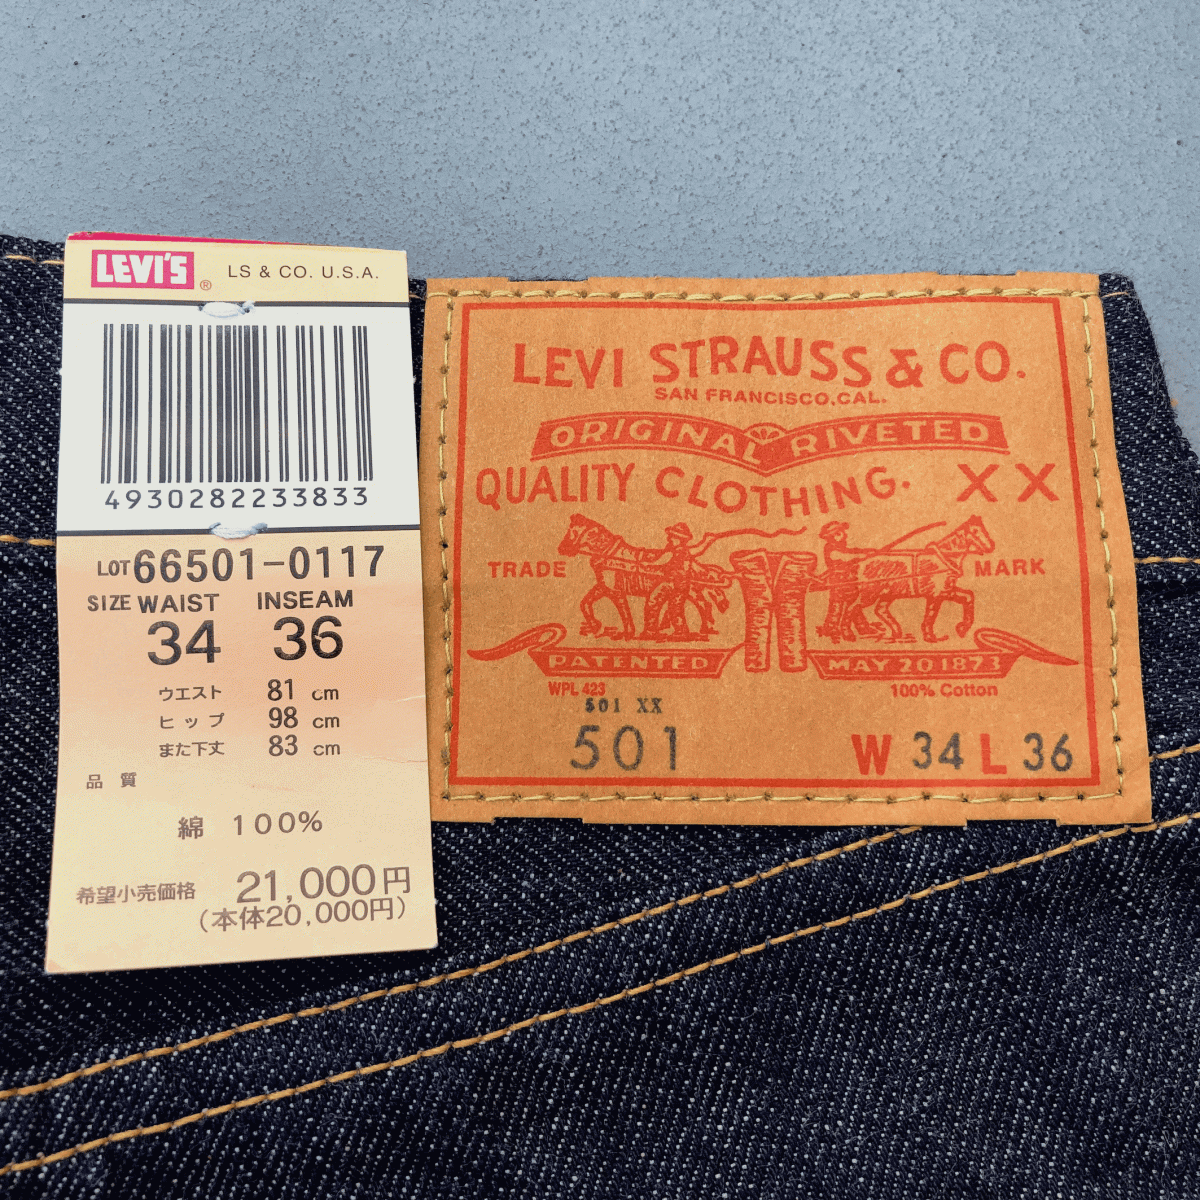 LEVI'S ® LS & CO. U.S.A.
4930282233833
LOT 66501-0117
SIZE WAIST INSEAM
34 36
ウエスト 81 cm
ヒップ 98 cm
また下丈 83 cm
品質
綿 100%
希望小売価格 21,000円
(本体20,000円)
LEVI STRAUSS & CO.
SAN FRANCISCO, CAL.
ORIGINAL RIVETED
QUALITY CLOTHING. XX
TRADE MARK
PATENTED MAY 20 1873
WPL 423 100% Cotton
501 XX
501 W 34 L 36